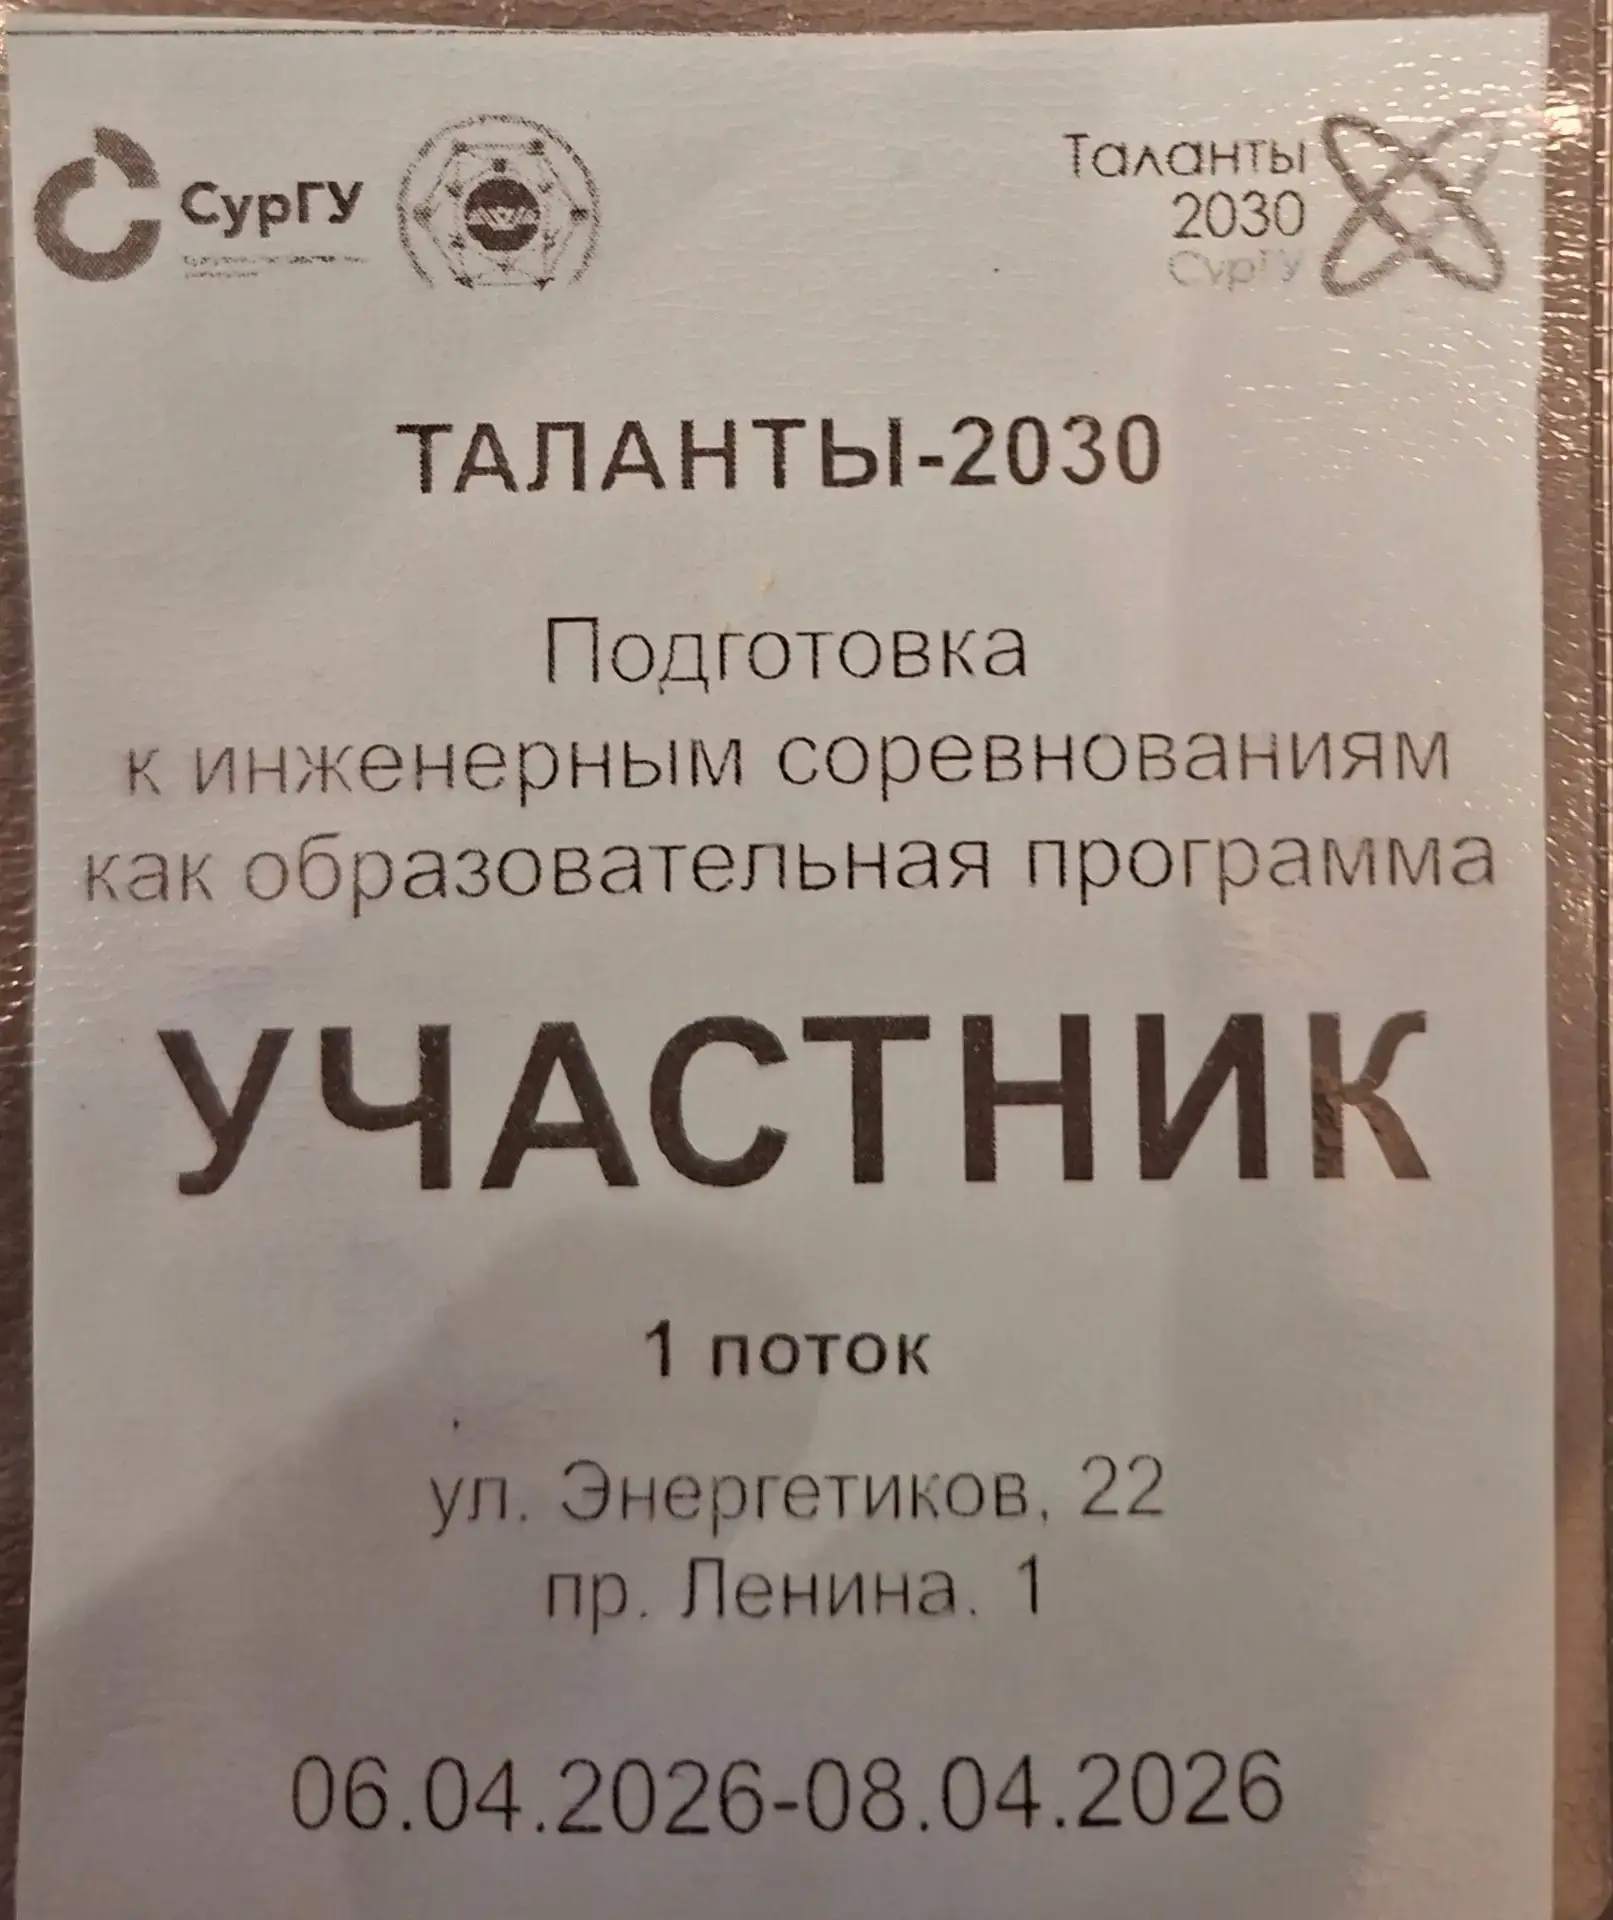 СурГУ
Таланты
2030
СурГУ
ТАЛАНТЫ-2030
Подготовка
к инженерным соревнованиям
как образовательная программа
УЧАСТНИК
1 поток
ул. Энергетиков, 22
пр. Ленина. 1
06.04.2026-08.04.2026